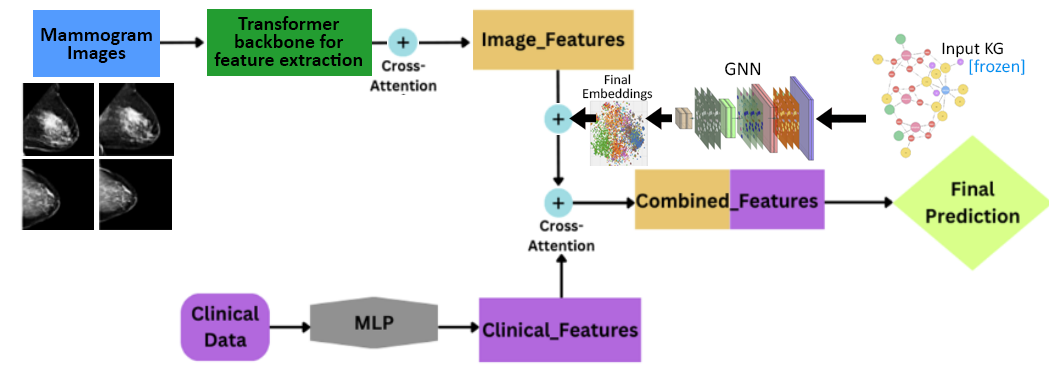 Mammogram
Images
Transformer
backbone for
feature extraction
+
Cross-
Attention
Image_Features
Final
Embeddings
GNN
Input KG
[frozen]
+
+
Cross-
Attention
Combined_Features
Final
Prediction
Clinical
Data
MLP
Clinical_Features